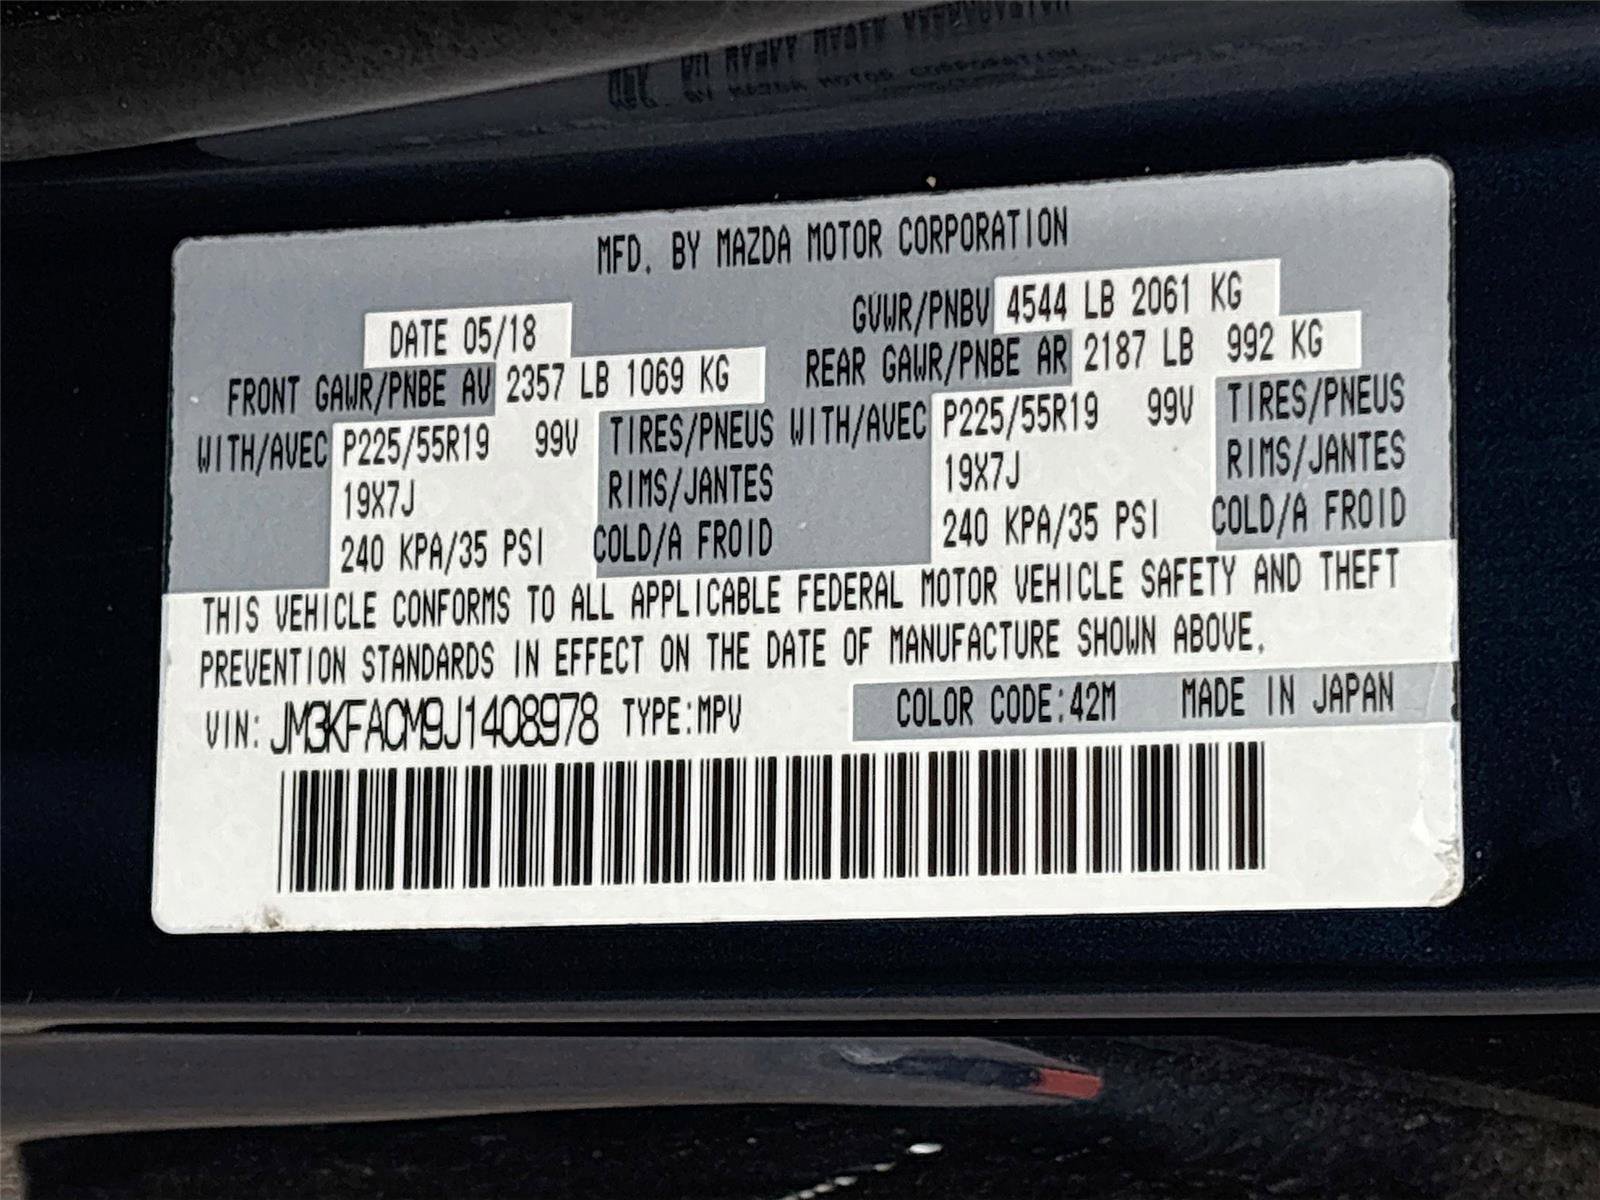 MFD. BY MAZDA MOTOR CORPORATION
DATE 05/18 GVWR/PNBV 4544 LB 2061 KG
FRONT GAWR/PNBE AV 2357 LB 1069 KG REAR GAWR/PNBE AR 2187 LB 992 KG
WITH/AVEC P225/55R19 99V TIRES/PNEUS WITH/AVEC P225/55R19 99V TIRES/PNEUS
19X7J RIMS/JANTES 19X7J RIMS/JANTES
240 KPA/35 PSI COLD/A FROID 240 KPA/35 PSI COLD/A FROID
THIS VEHICLE CONFORMS TO ALL APPLICABLE FEDERAL MOTOR VEHICLE SAFETY AND THEFT
PREVENTION STANDARDS IN EFFECT ON THE DATE OF MANUFACTURE SHOWN ABOVE.
VIN: JM3KFACM9J1408978 TYPE:MPV COLOR CODE:42M MADE IN JAPAN